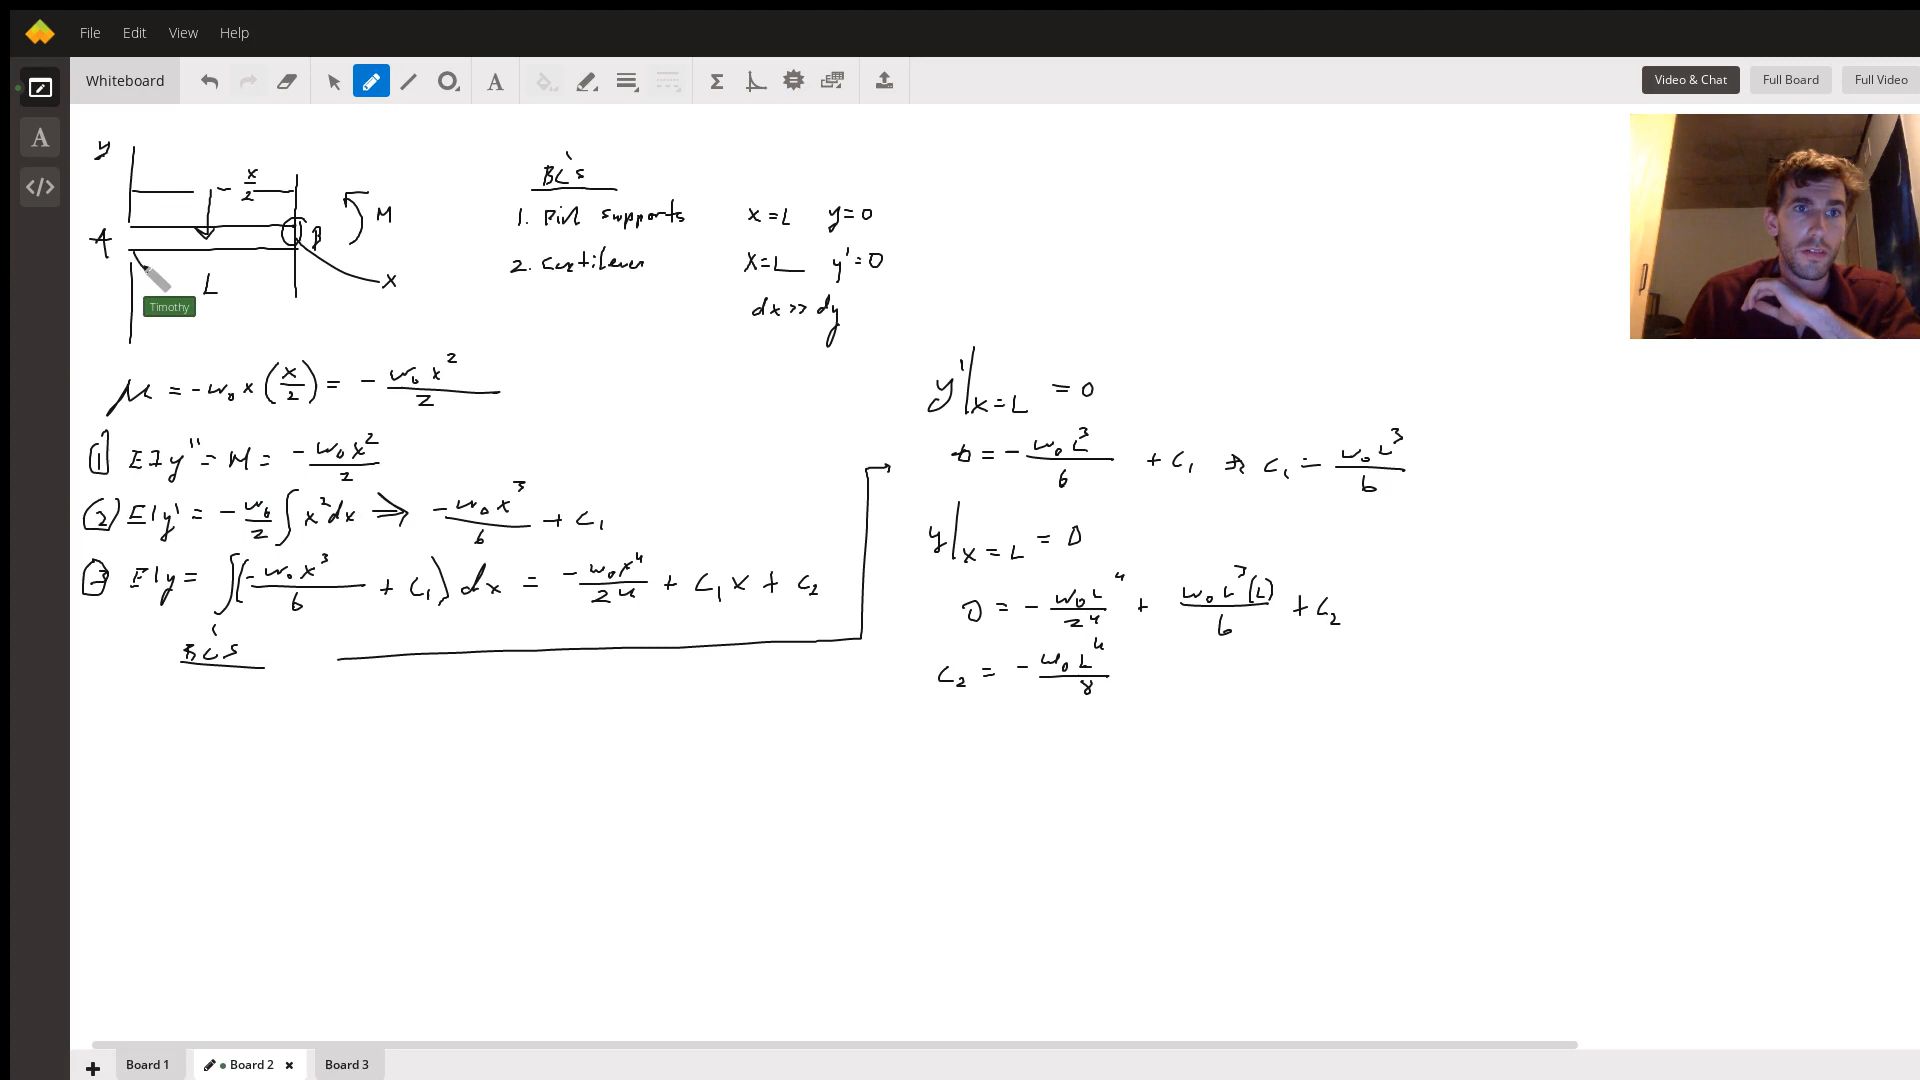 File Edit View Help
Whiteboard
A
Σ
Video & Chat Full Board Full Video
A
y
- x/2
M
A
B
L
x
Timothy
BC's
1. Pin supports x = L y = 0
2. Cantilever x = L y' = 0
dx >> dy
M = -w₀x (x/2) = - w₀x²/2
① EIy'' = M = - w₀x²/2
② EIy' = - w₀/2 ∫ x² dx ⇒ - w₀x³/6 + C₁
③ EIy = ∫(- w₀x³/6 + C₁) dx = - w₀x⁴/24 + C₁x + C₂
BC's
y'|x = L = 0
0 = - w₀L³/6 + C₁ ⇒ C₁ = w₀L³/6
y|x = L = 0
0 = - w₀L⁴/24 + w₀L³(L)/6 + C₂
C₂ = - w₀L⁴/8
+ Board 1 Board 2 × Board 3